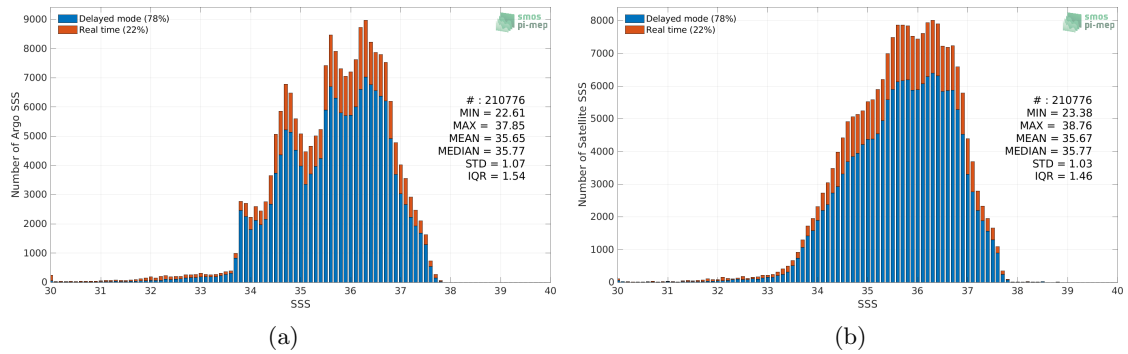 Delayed mode (78%)
Real time (22%)
smos
pi-mep
Number of Argo SSS
9000
8000
7000
6000
5000
4000
3000
2000
1000
0
# : 210776
MIN = 22.61
MAX = 37.85
MEAN = 35.65
MEDIAN = 35.77
STD = 1.07
IQR = 1.54
30 31 32 33 34 35 36 37 38 39 40
SSS
(a)
Delayed mode (78%)
Real time (22%)
smos
pi-mep
Number of Satellite SSS
8000
7000
6000
5000
4000
3000
2000
1000
0
# : 210776
MIN = 23.38
MAX = 38.76
MEAN = 35.67
MEDIAN = 35.77
STD = 1.03
IQR = 1.46
30 31 32 33 34 35 36 37 38 39 40
SSS
(b)